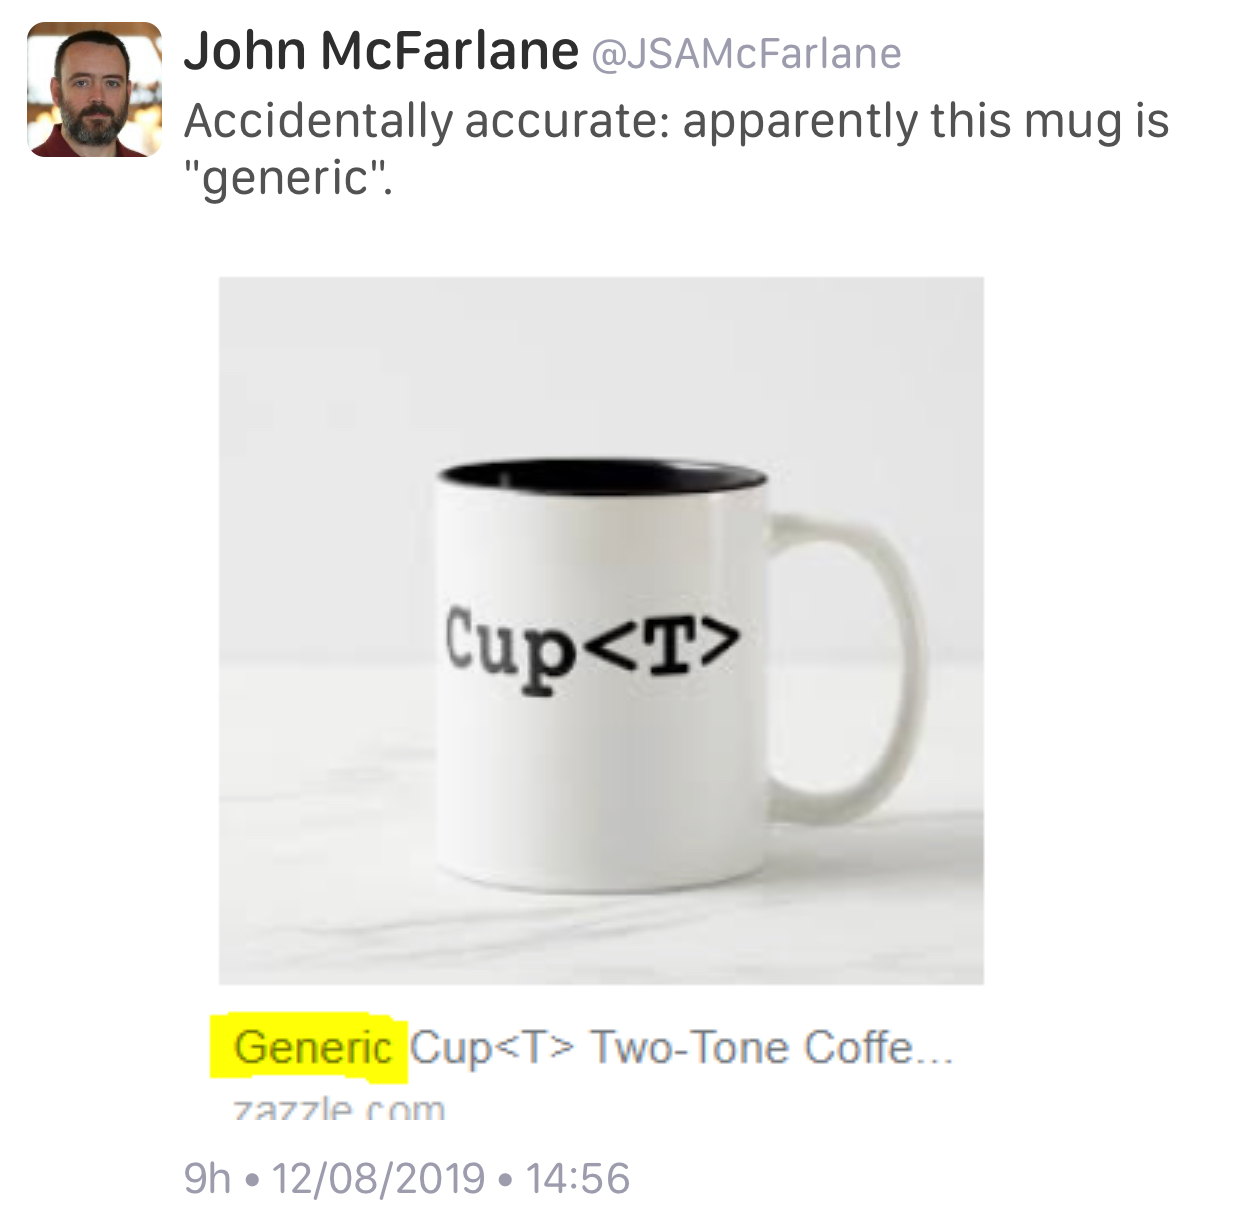 John McFarlane @JSAMcFarlane
Accidentally accurate: apparently this mug is
"generic".
Cup<T>
Generic Cup<T> Two-Tone Coffe...
zazzle.com
9h • 12/08/2019 • 14:56